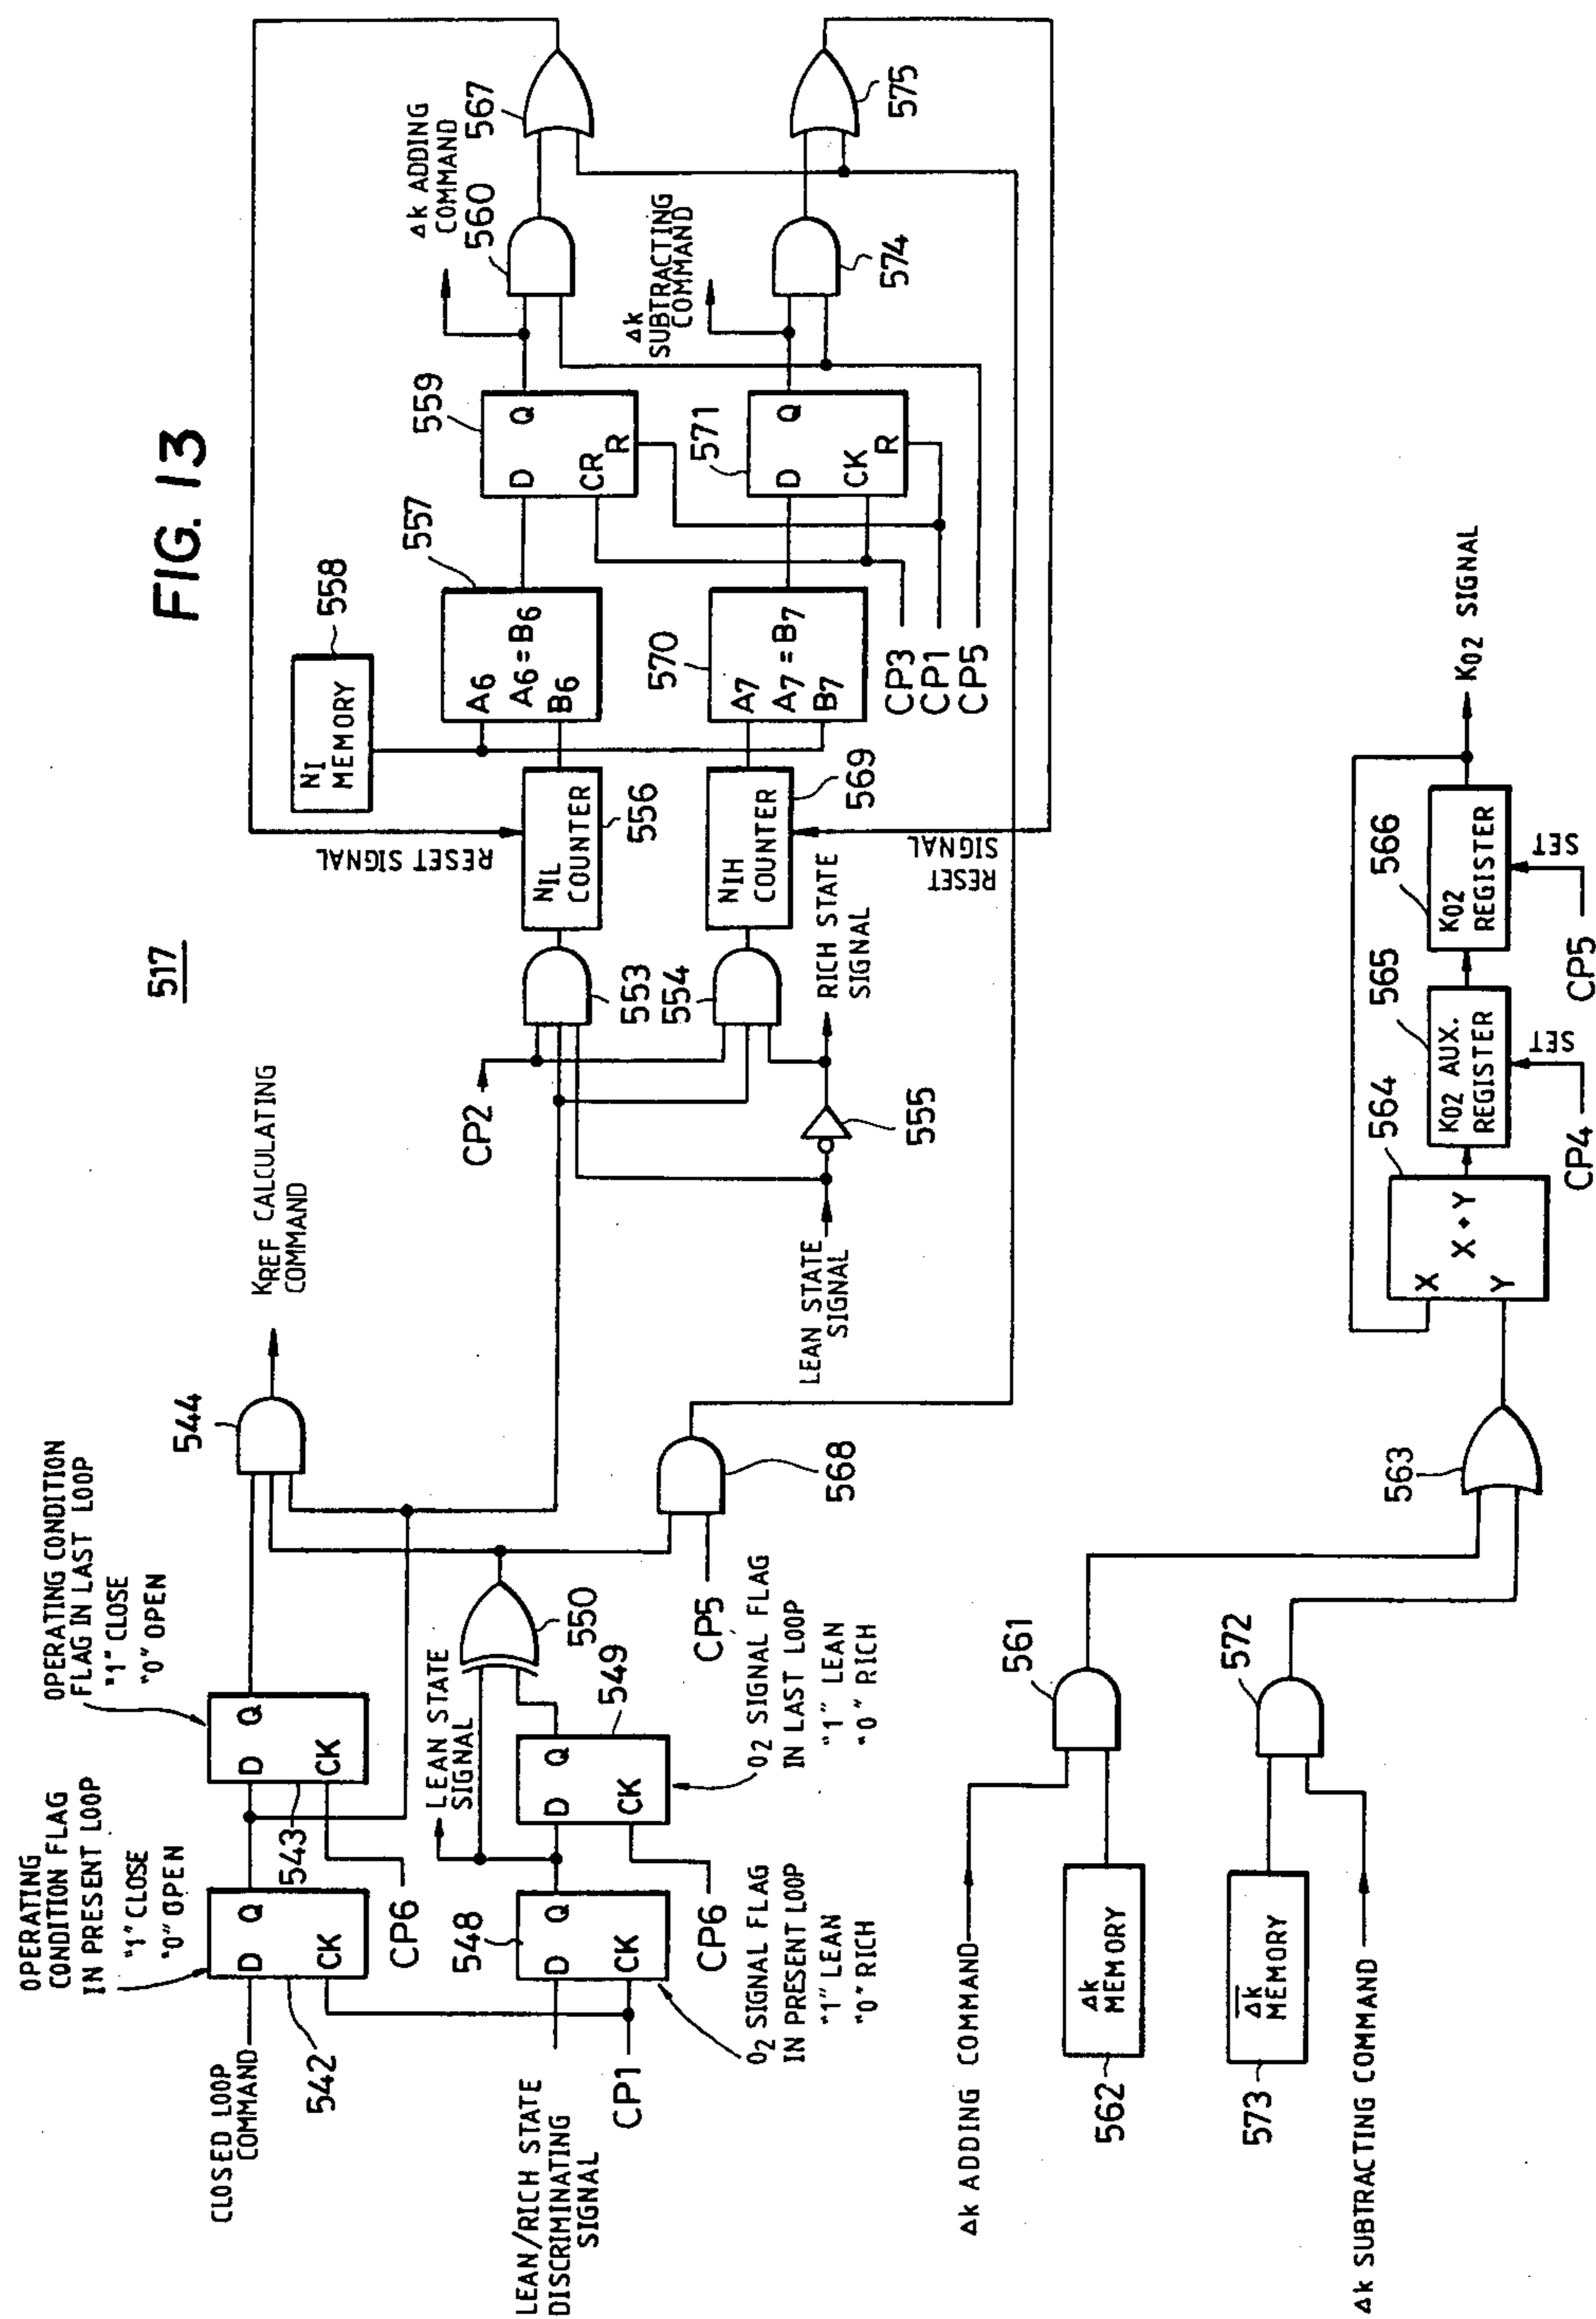 FIG. 13
517
OPERATING
CONDITION FLAG
IN PRESENT LOOP
"1" CLOSE
"0" OPEN
OPERATING CONDITION
FLAG IN LAST LOOP
"1" CLOSE
"0" OPEN
CLOSED LOOP
COMMAND
D Q
CK
542
D Q
CK
543
CP6
544
KREF CALCULATING
COMMAND
LEAN/RICH STATE
DISCRIMINATING
SIGNAL
CP1
D Q
CK
548
O2 SIGNAL FLAG
IN PRESENT LOOP
"1" LEAN
"0" RICH
LEAN STATE
SIGNAL
D Q
CK
549
CP6
O2 SIGNAL FLAG
IN LAST LOOP
"1" LEAN
"0" RICH
550
CP5
568
CP2
LEAN STATE
SIGNAL
555
RICH STATE
SIGNAL
553
554
RESET SIGNAL
NIL
COUNTER
556
NIH
COUNTER
569
RESET
SIGNAL
NI
MEMORY
558
A6
A6 = B6
B6
557
A7
A7 = B7
B7
570
D Q
CR
R
559
D Q
CK
R
571
CP3
CP1
CP5
Δk ADDING
COMMAND
560
Δk
SUBTRACTING
COMMAND
574
567
575
Δk ADDING COMMAND
Δk
MEMORY
562
561
Δk
MEMORY
573
572
Δk SUBTRACTING COMMAND
563
X
X + Y
Y
564
K02 AUX.
REGISTER
565
SET
CP4
K02
REGISTER
566
SET
CP5
K02 SIGNAL